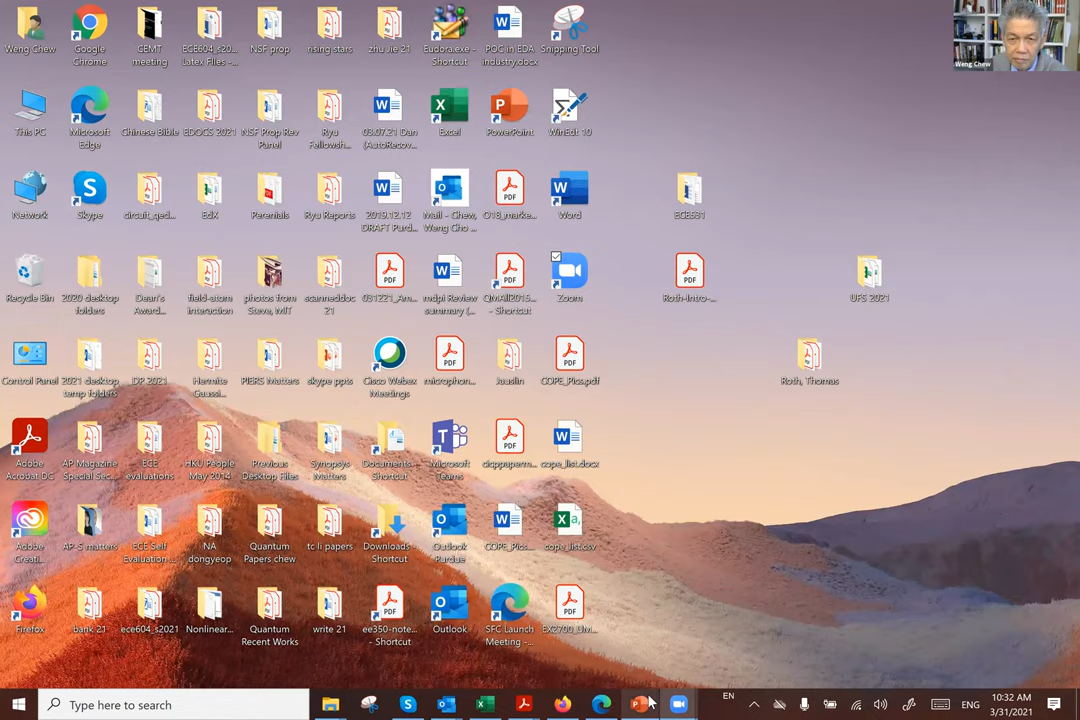 Weng Chew
Google
Chrome
CEMT
meeting
ECE604_s20...
Latex Files -...
NSF prop
rising stars
zhu Jie 21
Eudora.exe -
Shortcut
POC in EDA
industry.docx
Snipping Tool
Weng Chew
This PC
Microsoft
Edge
Chinese Bible
EDOCS 2021
NSF Prop Rev
Panel
Ryu
Fellowsh...
03.07.21 Dan
(AutoRecov...
Excel
PowerPoint
WinEdt 10
Network
Skype
circuit_qed...
EdX
Perenials
Ryu Reports
2019.12.12
DRAFT Purd...
Mail - Chew,
Weng Cho ...
O18_marke...
Word
ECE631
Recycle Bin
2020 desktop
folders
Dean's
Award...
field-atom
interaction
photos from
Steve, MIT
scanneddoc
21
031221_Am...
mdpi Review
summary (...
QMAll2015...
- Shortcut
Zoom
Roth-Intro-...
UFS 2021
Control Panel
2021 desktop
temp folders
DP 2021
Hermite
Gaussi...
PIERS Matters
skype ppts
Cisco Webex
Meetings
microphon...
Jauslin
COPE_Pics.pdf
Roth, Thomas
Adobe
Acrobat DC
AP Magazine
Special Sec...
ECE
evaluations
HKU People
May 2014
Previous
Desktop Files
Synopsys
Matters
Documents -
Shortcut
Microsoft
Teams
cope_list.docx
Adobe
Creati...
AP-S matters
ECE Self
Evaluation...
NA
dongyeop
Quantum
Papers chew
tc li papers
Downloads -
Shortcut
Outlook
Purdue
COPE_Pics...
cope_list.csv
Firefox
bank 21
ece604_s2021
Nonlinear...
Quantum
Recent Works
write 21
ee350-note...
- Shortcut
Outlook
SFC Launch
Meeting -...
Type here to search
EN
ENG
10:32 AM
3/31/2021